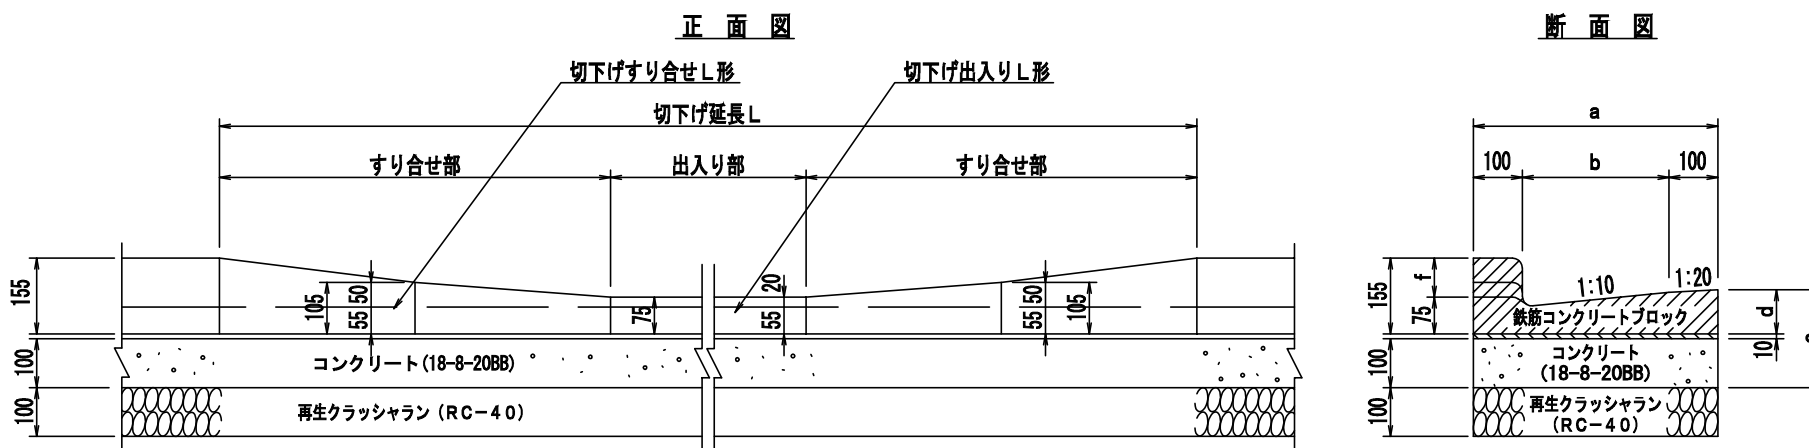 正 面 図
切下げすり合せL形
切下げ出入りL形
切下げ延長L
すり合せ部
出入り部
すり合せ部
155
105
50
55
75
20
55
50
55
105
100
コンクリート(18-8-20BB)
100
再生クラッシャラン(RC-40)
断 面 図
a
100
b
100
155
f
75
1:10
1:20
鉄筋コンクリートブロック
d
10
100
コンクリート
(18-8-20BB)
100
再生クラッシャラン
(RC-40)